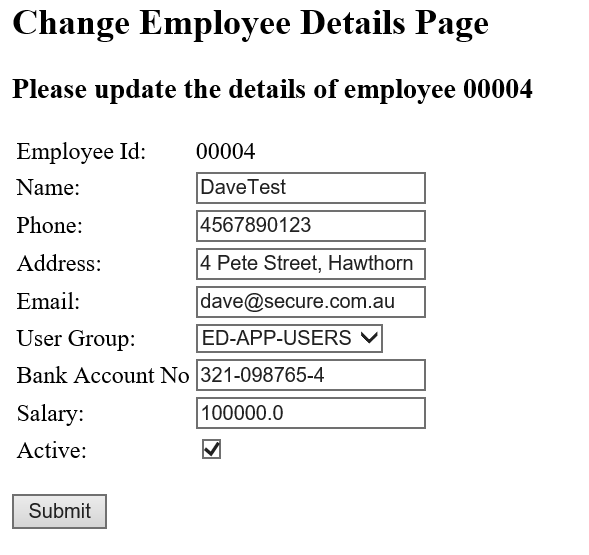 Change Employee Details Page
Please update the details of employee 00004
Employee Id: 00004
Name: DaveTest
Phone: 4567890123
Address: 4 Pete Street, Hawthorn
Email: dave@secure.com.au
User Group: ED-APP-USERS
Bank Account No 321-098765-4
Salary: 100000.0
Active:
Submit